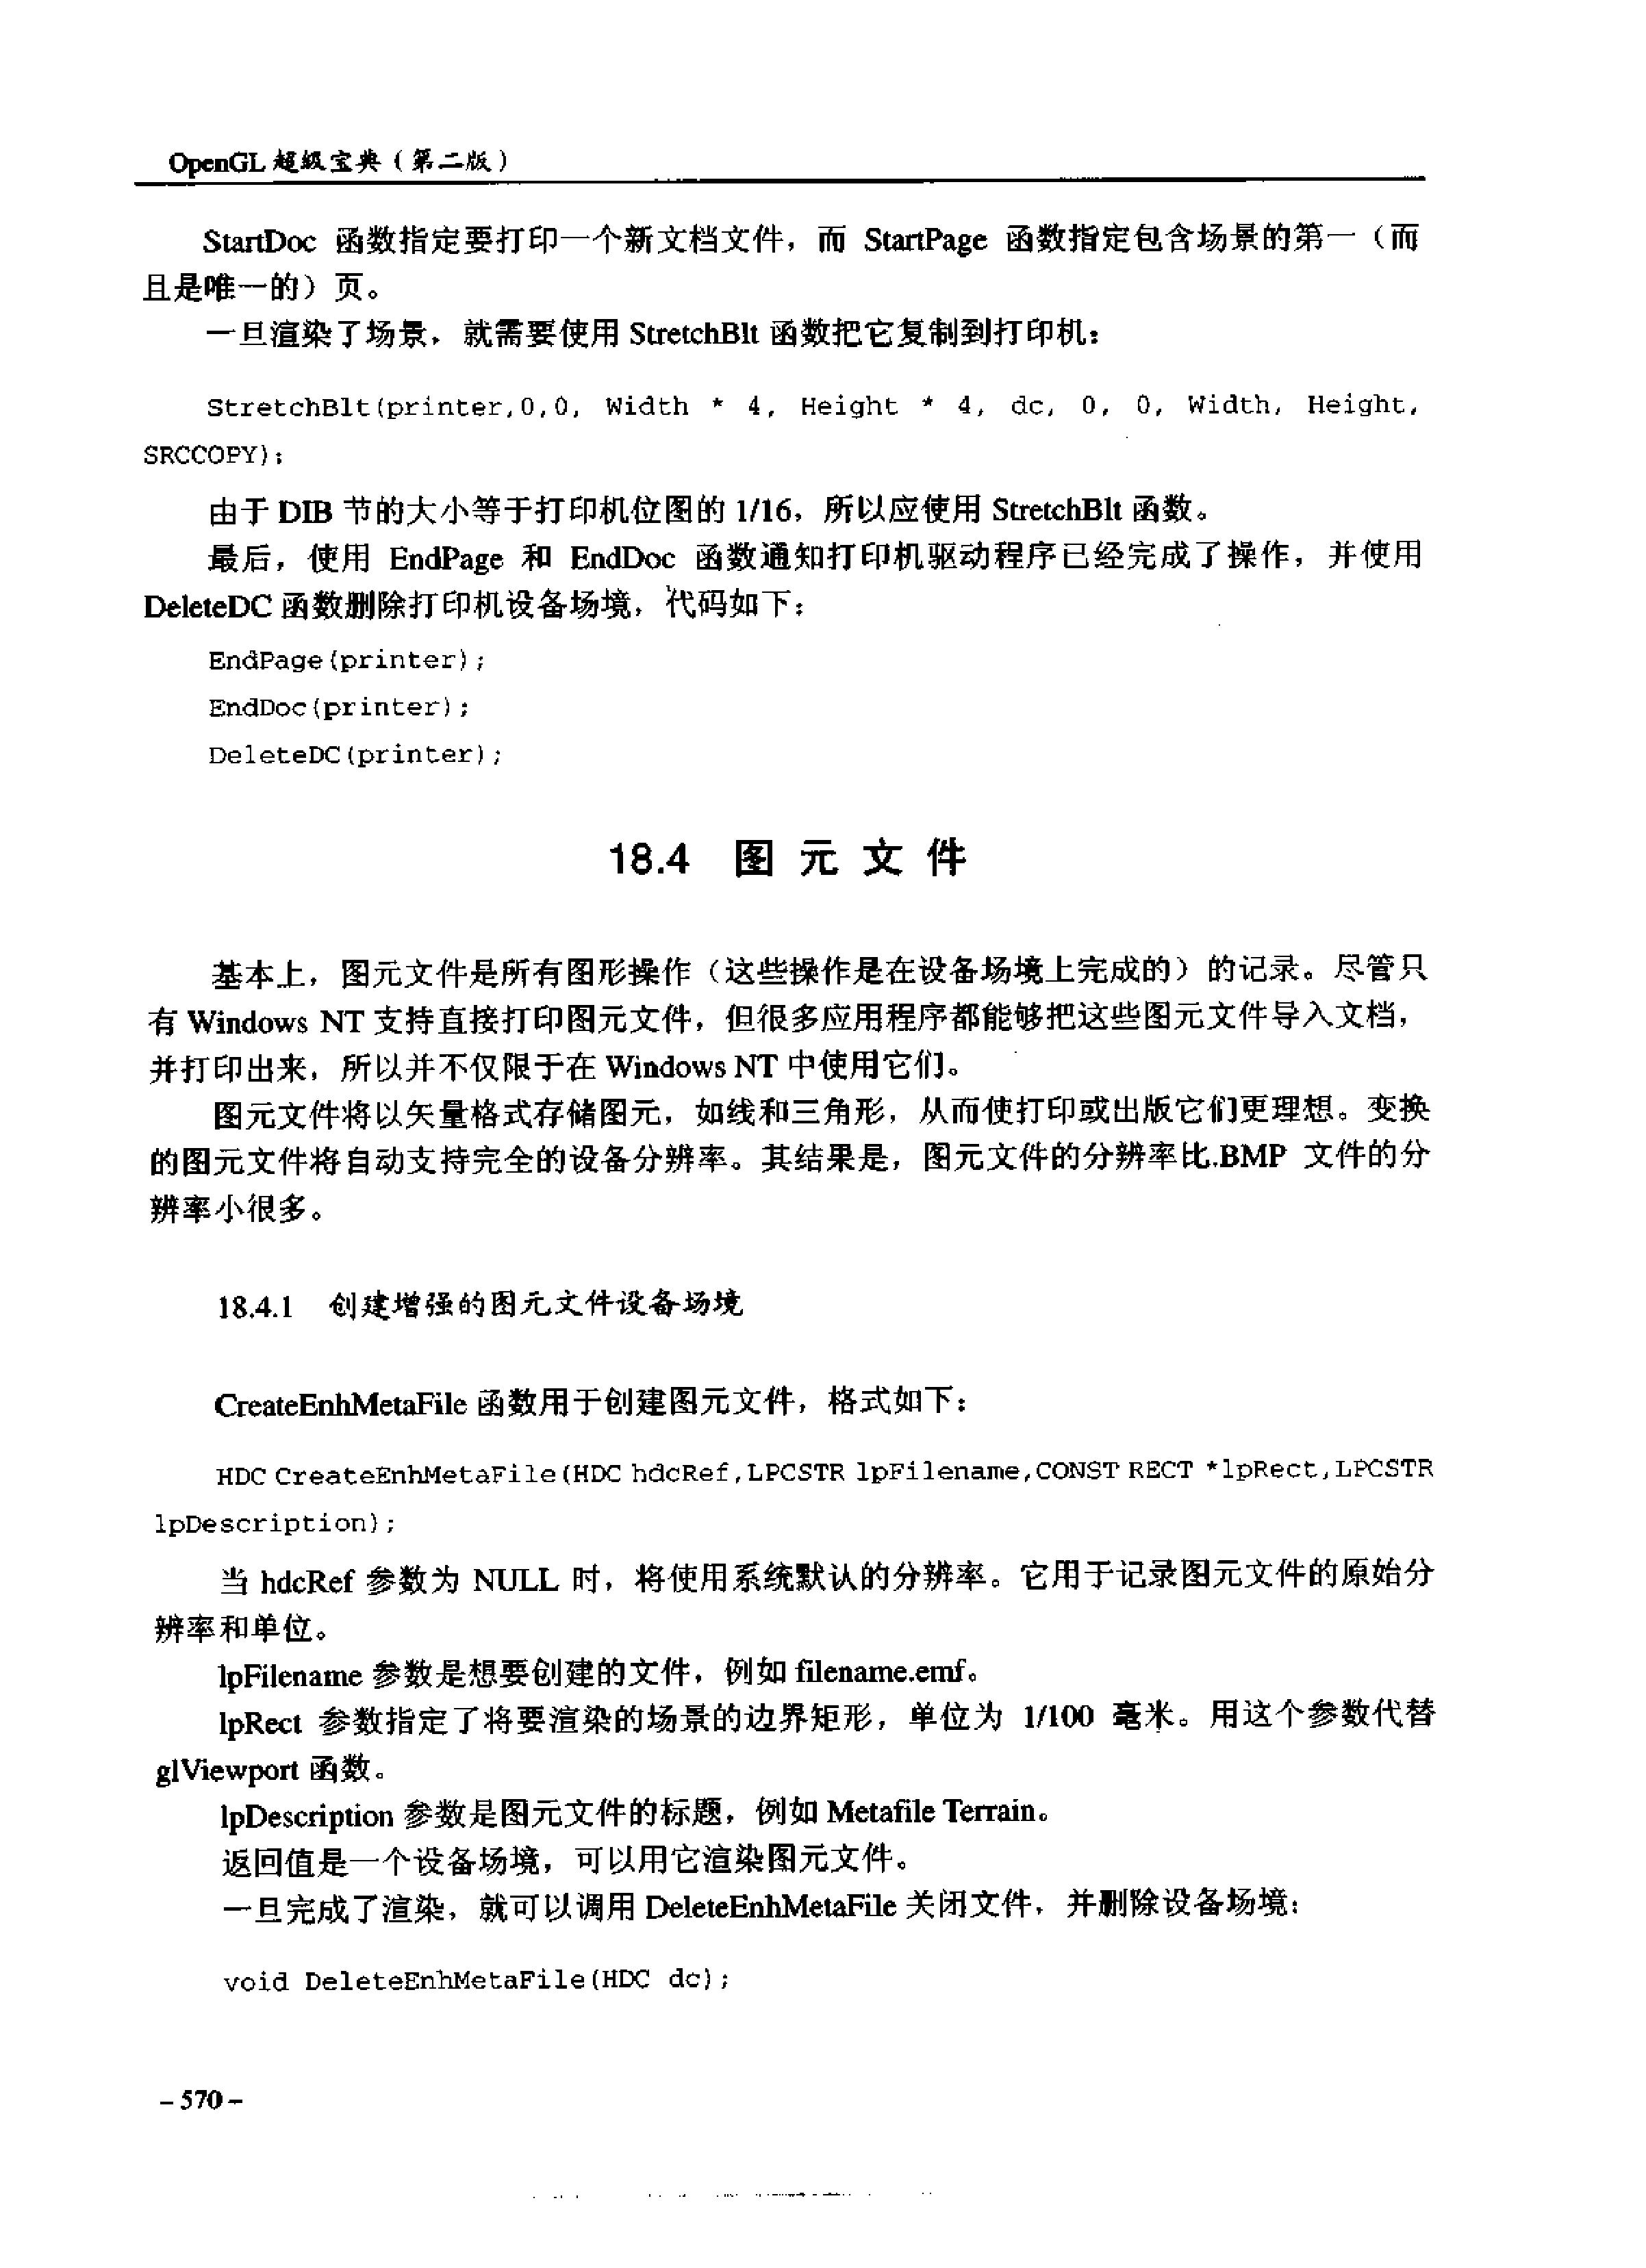 OpenGL 超级宝典（第二版）
StartDoc 函数指定要打印一个新文档文件，而 StartPage 函数指定包含场景的第一（而
且是唯一的）页。
一旦渲染了场景，就需要使用 StretchBlt 函数把它复制到打印机：
StretchBlt(printer,0,0, Width * 4, Height * 4, dc, 0, 0, Width, Height,
SRCCOPY);
由于 DIB 节的大小等于打印机位图的 1/16，所以应使用 StretchBlt 函数。
最后，使用 EndPage 和 EndDoc 函数通知打印机驱动程序已经完成了操作，并使用
DeleteDC 函数删除打印机设备场境，代码如下：
EndPage(printer);
EndDoc(printer);
DeleteDC(printer);
18.4 图元文件
基本上，图元文件是所有图形操作（这些操作是在设备场境上完成的）的记录。尽管只
有 Windows NT 支持直接打印图元文件，但很多应用程序都能够把这些图元文件导入文档，
并打印出来，所以并不仅限于在 Windows NT 中使用它们。
图元文件将以矢量格式存储图元，如线和三角形，从而使打印或出版它们更理想。变换
的图元文件将自动支持完全的设备分辨率。其结果是，图元文件的分辨率比.BMP 文件的分
辨率小很多。
18.4.1 创建增强的图元文件设备场境
CreateEnhMetaFile 函数用于创建图元文件，格式如下：
HDC CreateEnhMetaFile(HDC hdcRef,LPCSTR lpFilename,CONST RECT *lpRect,LPCSTR
lpDescription);
当 hdcRef 参数为 NULL 时，将使用系统默认的分辨率。它用于记录图元文件的原始分
辨率和单位。
lpFilename 参数是想要创建的文件，例如 filename.emf。
lpRect 参数指定了将要渲染的场景的边界矩形，单位为 1/100 毫米。用这个参数代替
glViewport 函数。
lpDescription 参数是图元文件的标题，例如 Metafile Terrain。
返回值是一个设备场境，可以用它渲染图元文件。
一旦完成了渲染，就可以调用 DeleteEnhMetaFile 关闭文件，并删除设备场境：
void DeleteEnhMetaFile(HDC dc);
– 570 –